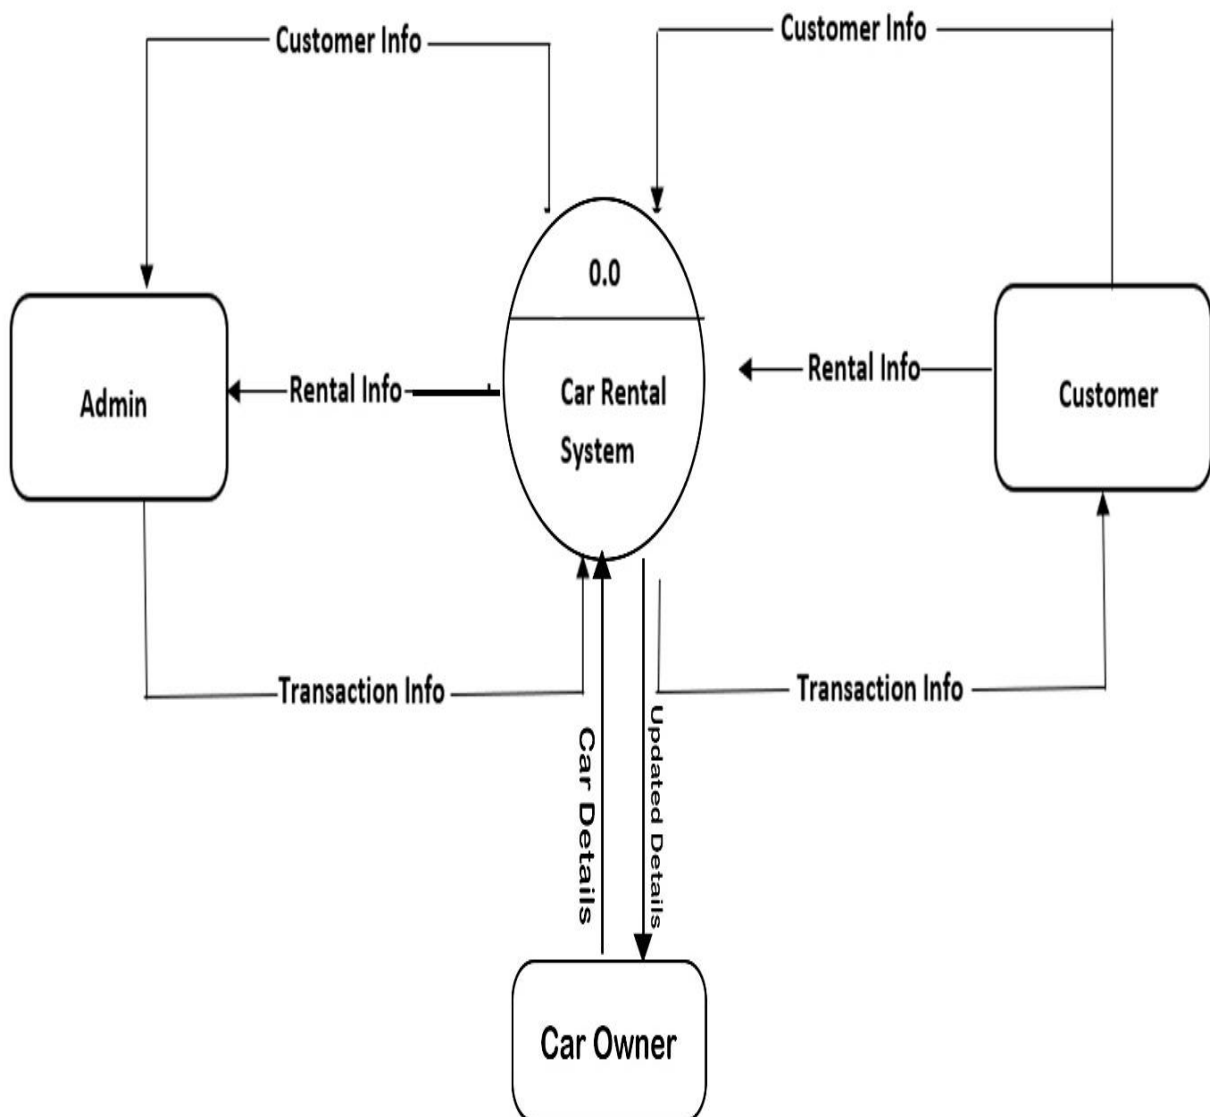 Customer Info
Customer Info
0.0
Admin
Rental Info
Car Rental
System
Rental Info
Customer
Transaction Info
Transaction Info
Car Details
Updated Details
Car Owner